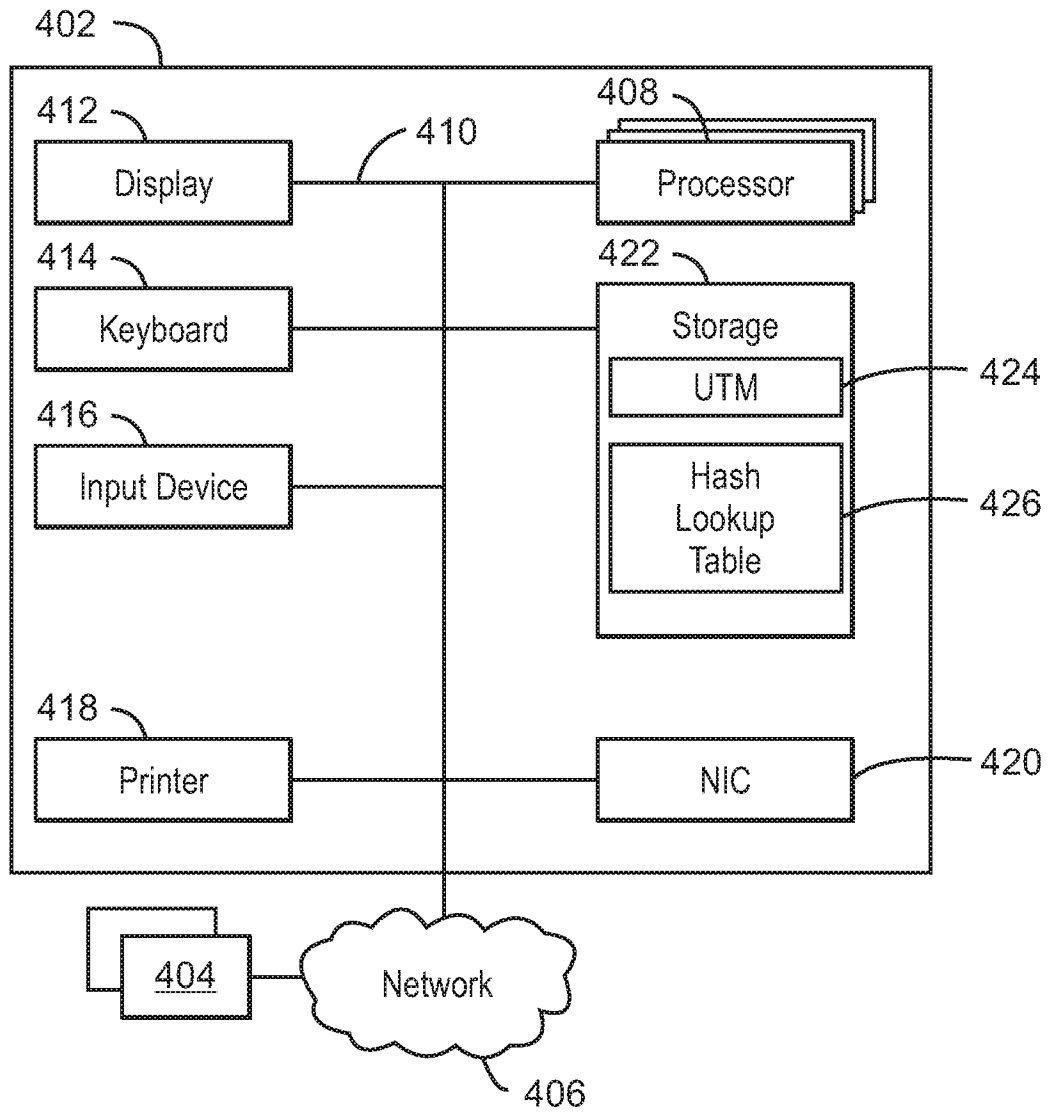 402
412
410
408
Display
Processor
414
422
Keyboard
Storage
UTM
424
416
Input Device
Hash
Lookup
Table
426
418
Printer
NIC
420
404
Network
406